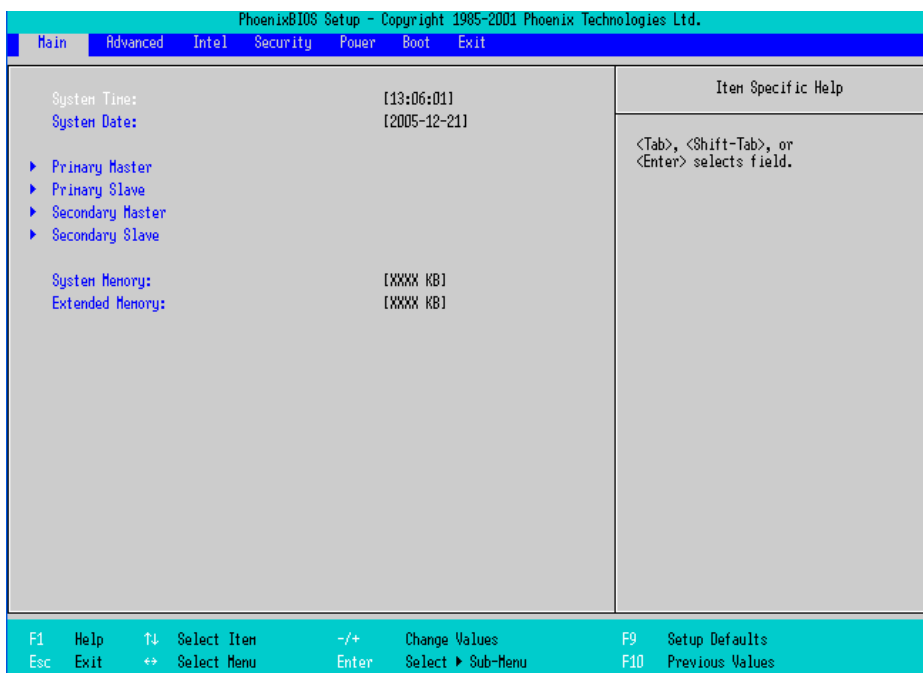 PhoenixBIOS Setup - Copyright 1985-2001 Phoenix Technologies Ltd.
Main Advanced Intel Security Power Boot Exit
System Time: [13:06:01]
System Date: [2005-12-21]
Primary Master
Primary Slave
Secondary Master
Secondary Slave
System Memory: [XXXX KB]
Extended Memory: [XXXX KB]
Item Specific Help
<Tab>, <Shift-Tab>, or
<Enter> selects field.
F1 Help ↑↓ Select Item -/+ Change Values F9 Setup Defaults
Esc Exit ↔ Select Menu Enter Select ▶ Sub-Menu F10 Previous Values